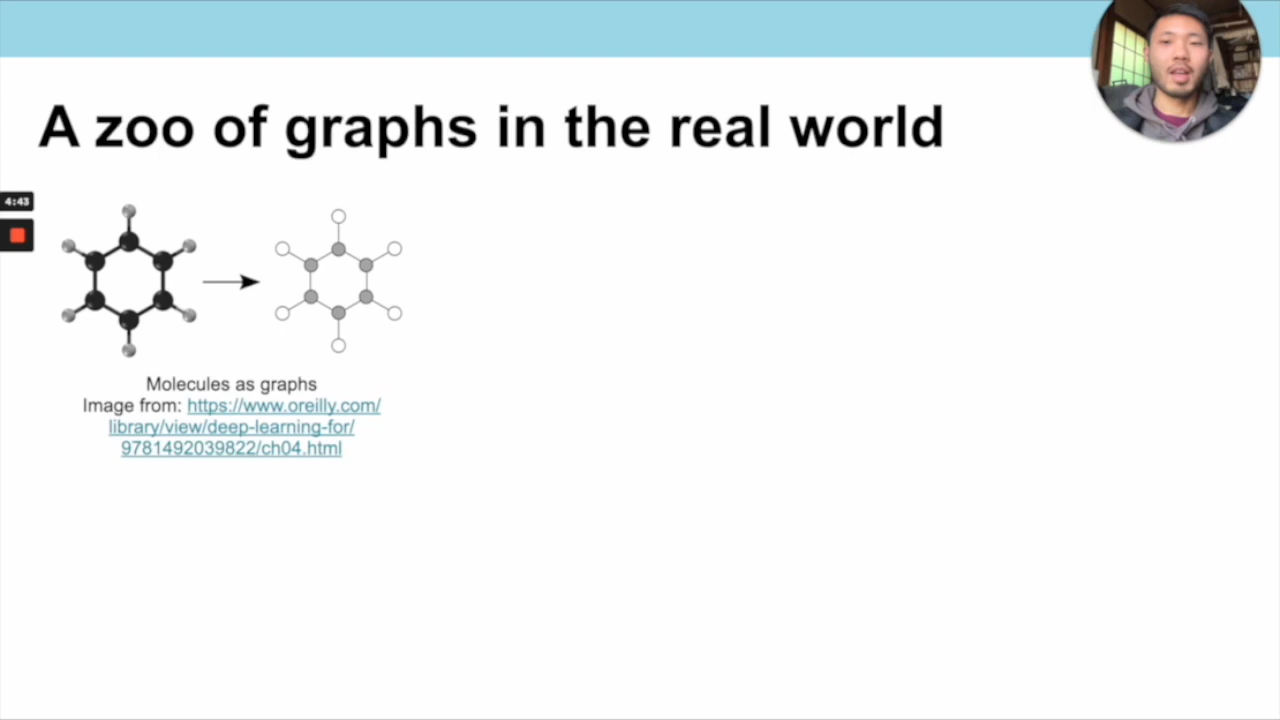 A zoo of graphs in the real world
4:43
Molecules as graphs
Image from: https://www.oreilly.com/
library/view/deep-learning-for/
9781492039822/ch04.html